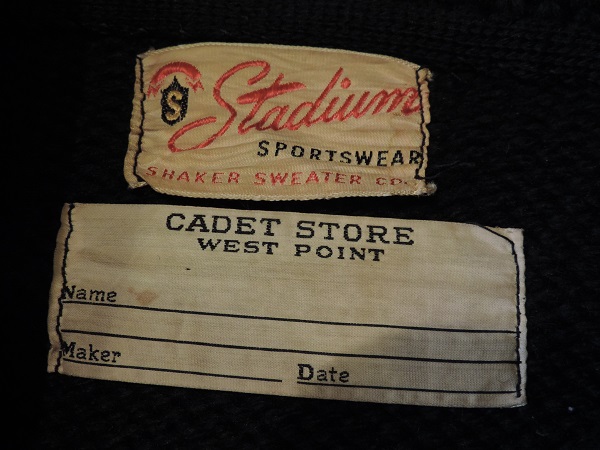 S Stadium
SPORTSWEAR
SHAKER SWEATER CO.
CADET STORE
WEST POINT
Name
Maker Date